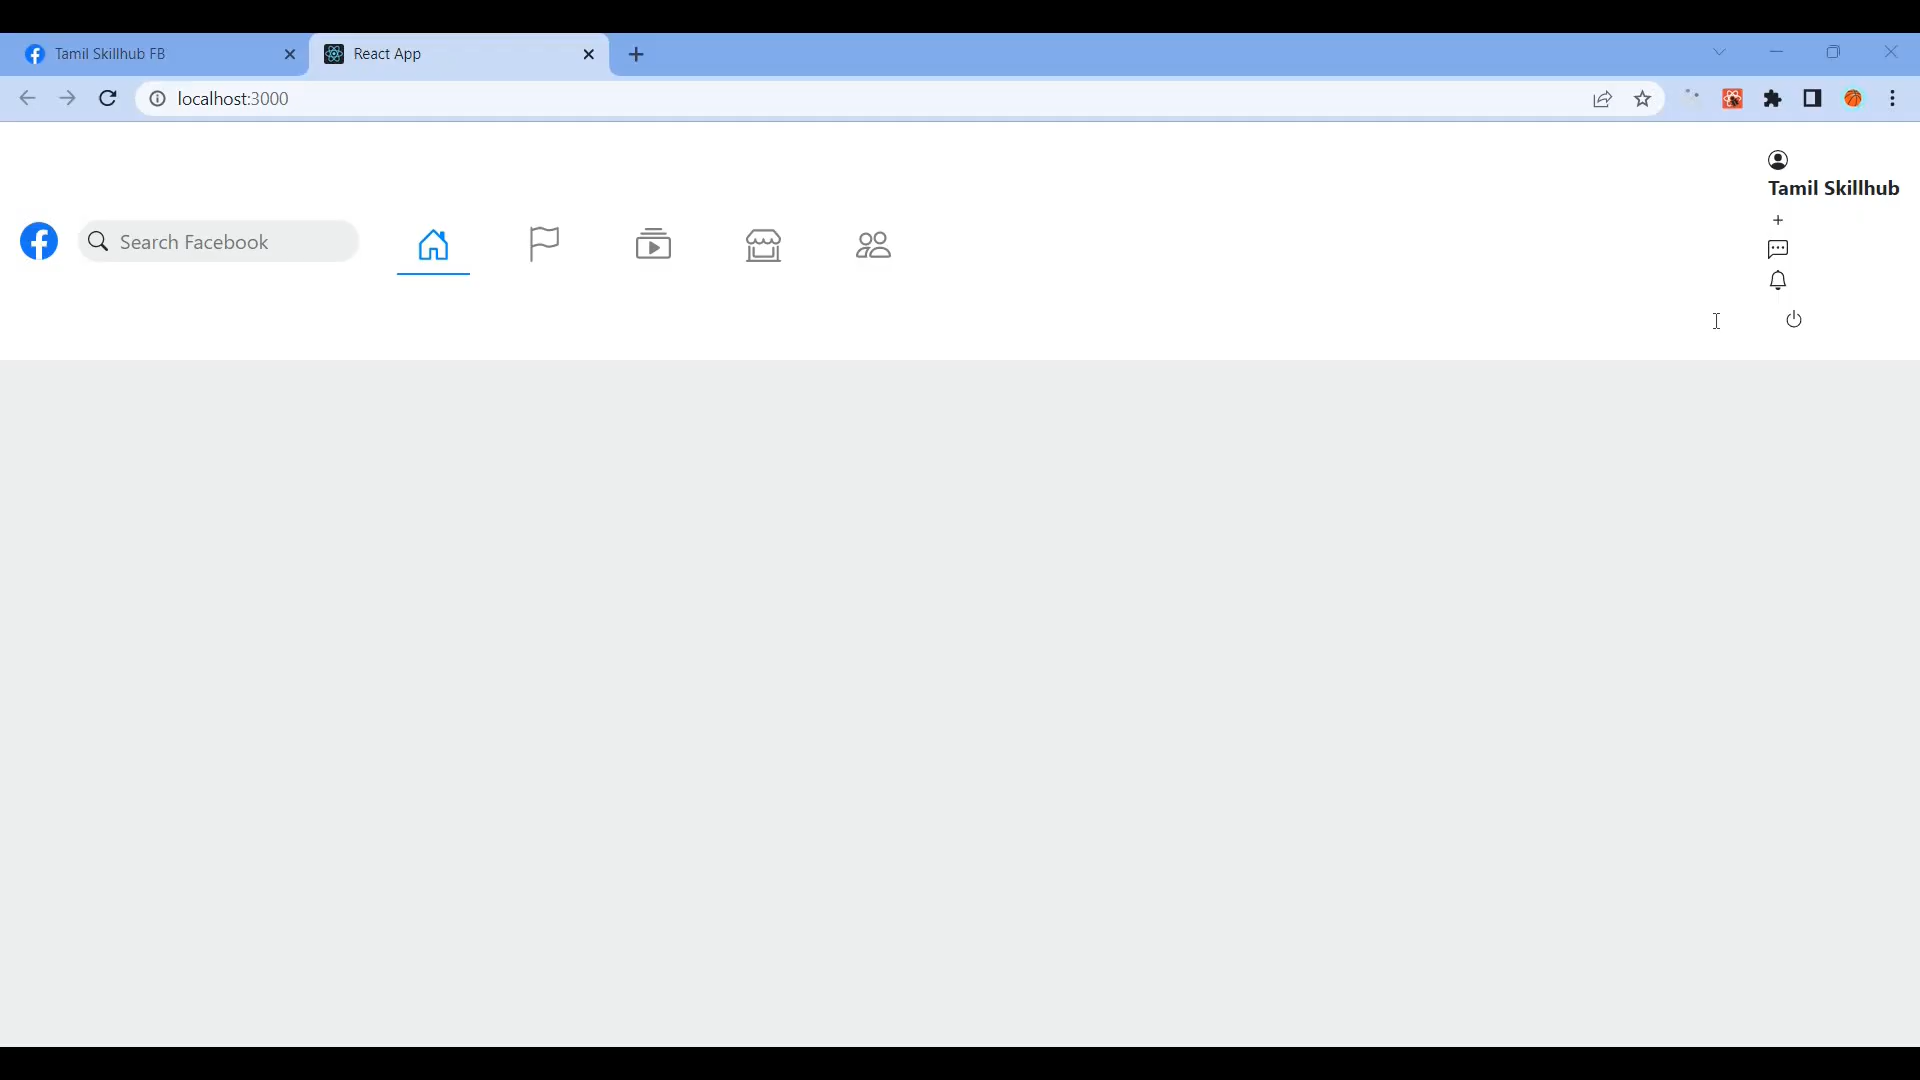 Tamil Skillhub FB
React App
localhost:3000
Tamil Skillhub
Search Facebook